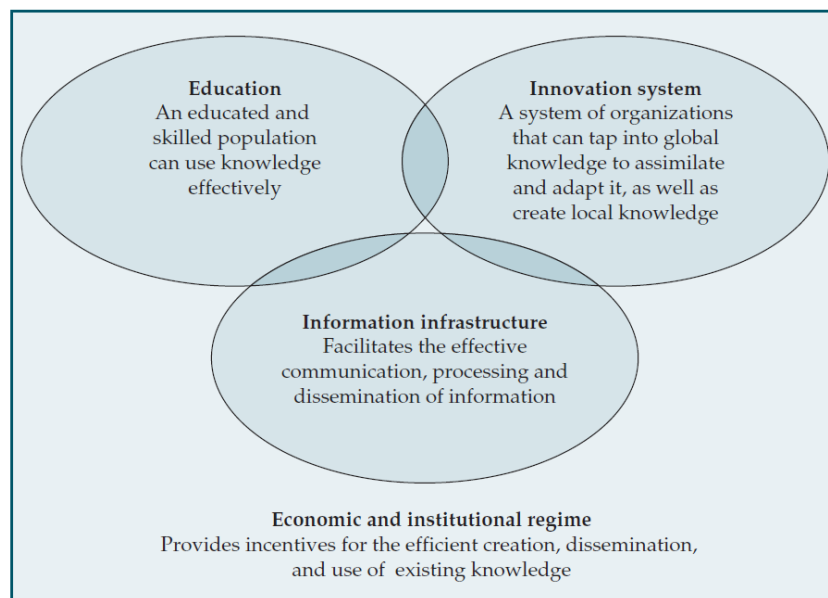 Education
An educated and
skilled population
can use knowledge
effectively
Innovation system
A system of organizations
that can tap into global
knowledge to assimilate
and adapt it, as well as
create local knowledge
Information infrastructure
Facilitates the effective
communication, processing and
dissemination of information
Economic and institutional regime
Provides incentives for the efficient creation, dissemination,
and use of existing knowledge